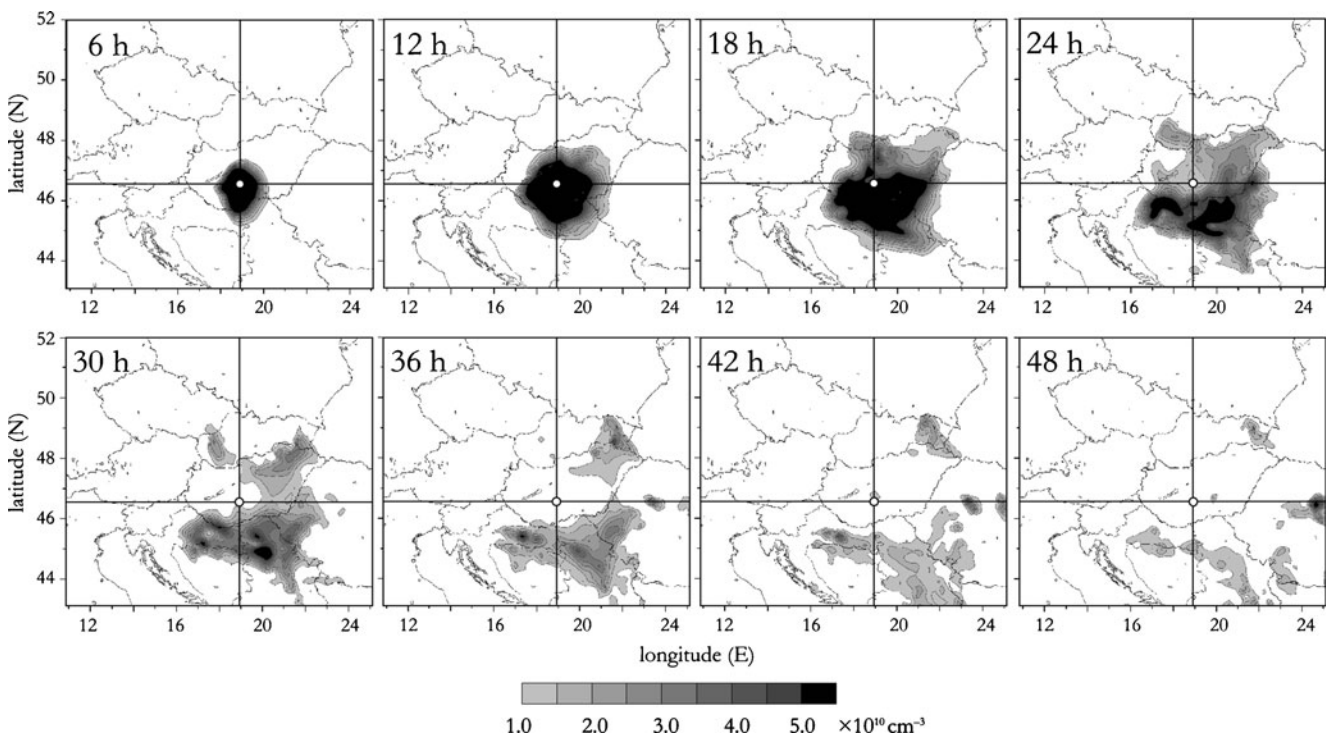 6 h 12 h 18 h 24 h
52
50
48
46
44
latitude (N)
12 16 20 24 12 16 20 24 12 16 20 24 12 16 20 24
30 h 36 h 42 h 48 h
52
50
48
46
44
latitude (N)
12 16 20 24 12 16 20 24 12 16 20 24 12 16 20 24
longitude (E)
1.0 2.0 3.0 4.0 5.0 ×10¹⁰ cm⁻³